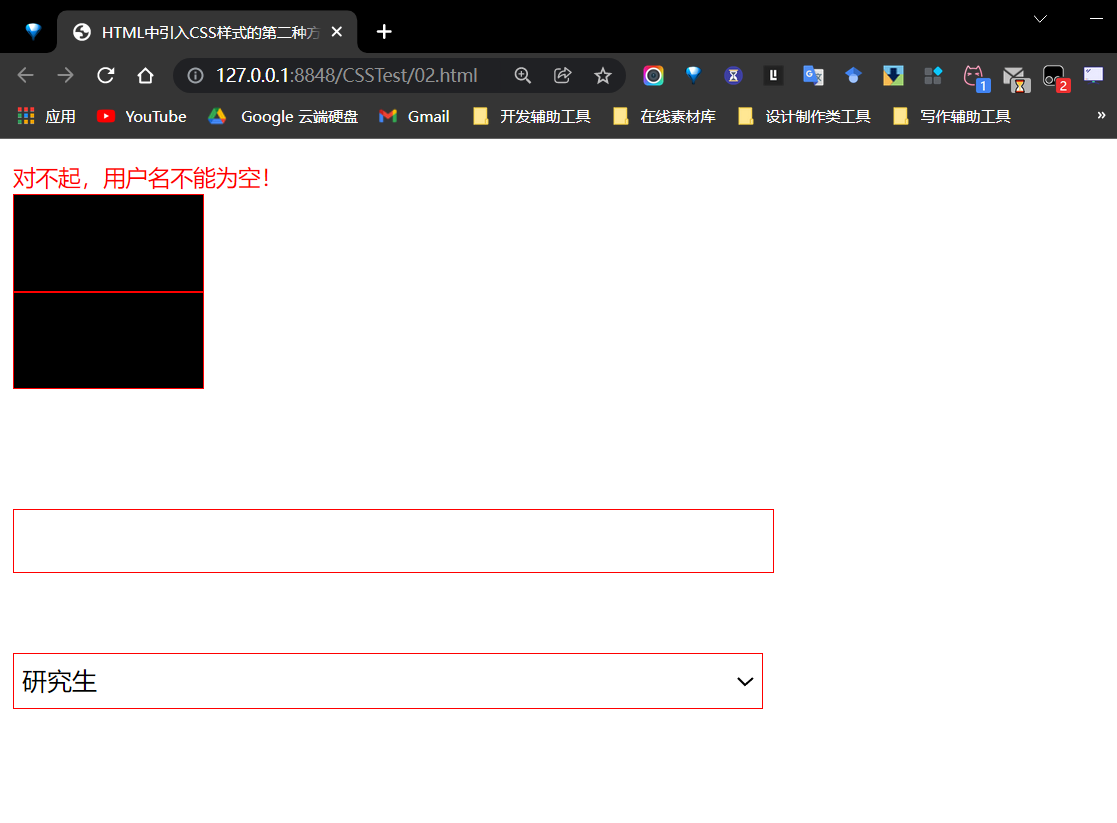 HTML中引入CSS样式的第二种方
127.0.0.1:8848/CSSTest/02.html
1
2
应用 YouTube Google 云端硬盘 Gmail 开发辅助工具 在线素材库 设计制作类工具 写作辅助工具 »
对不起，用户名不能为空！
研究生